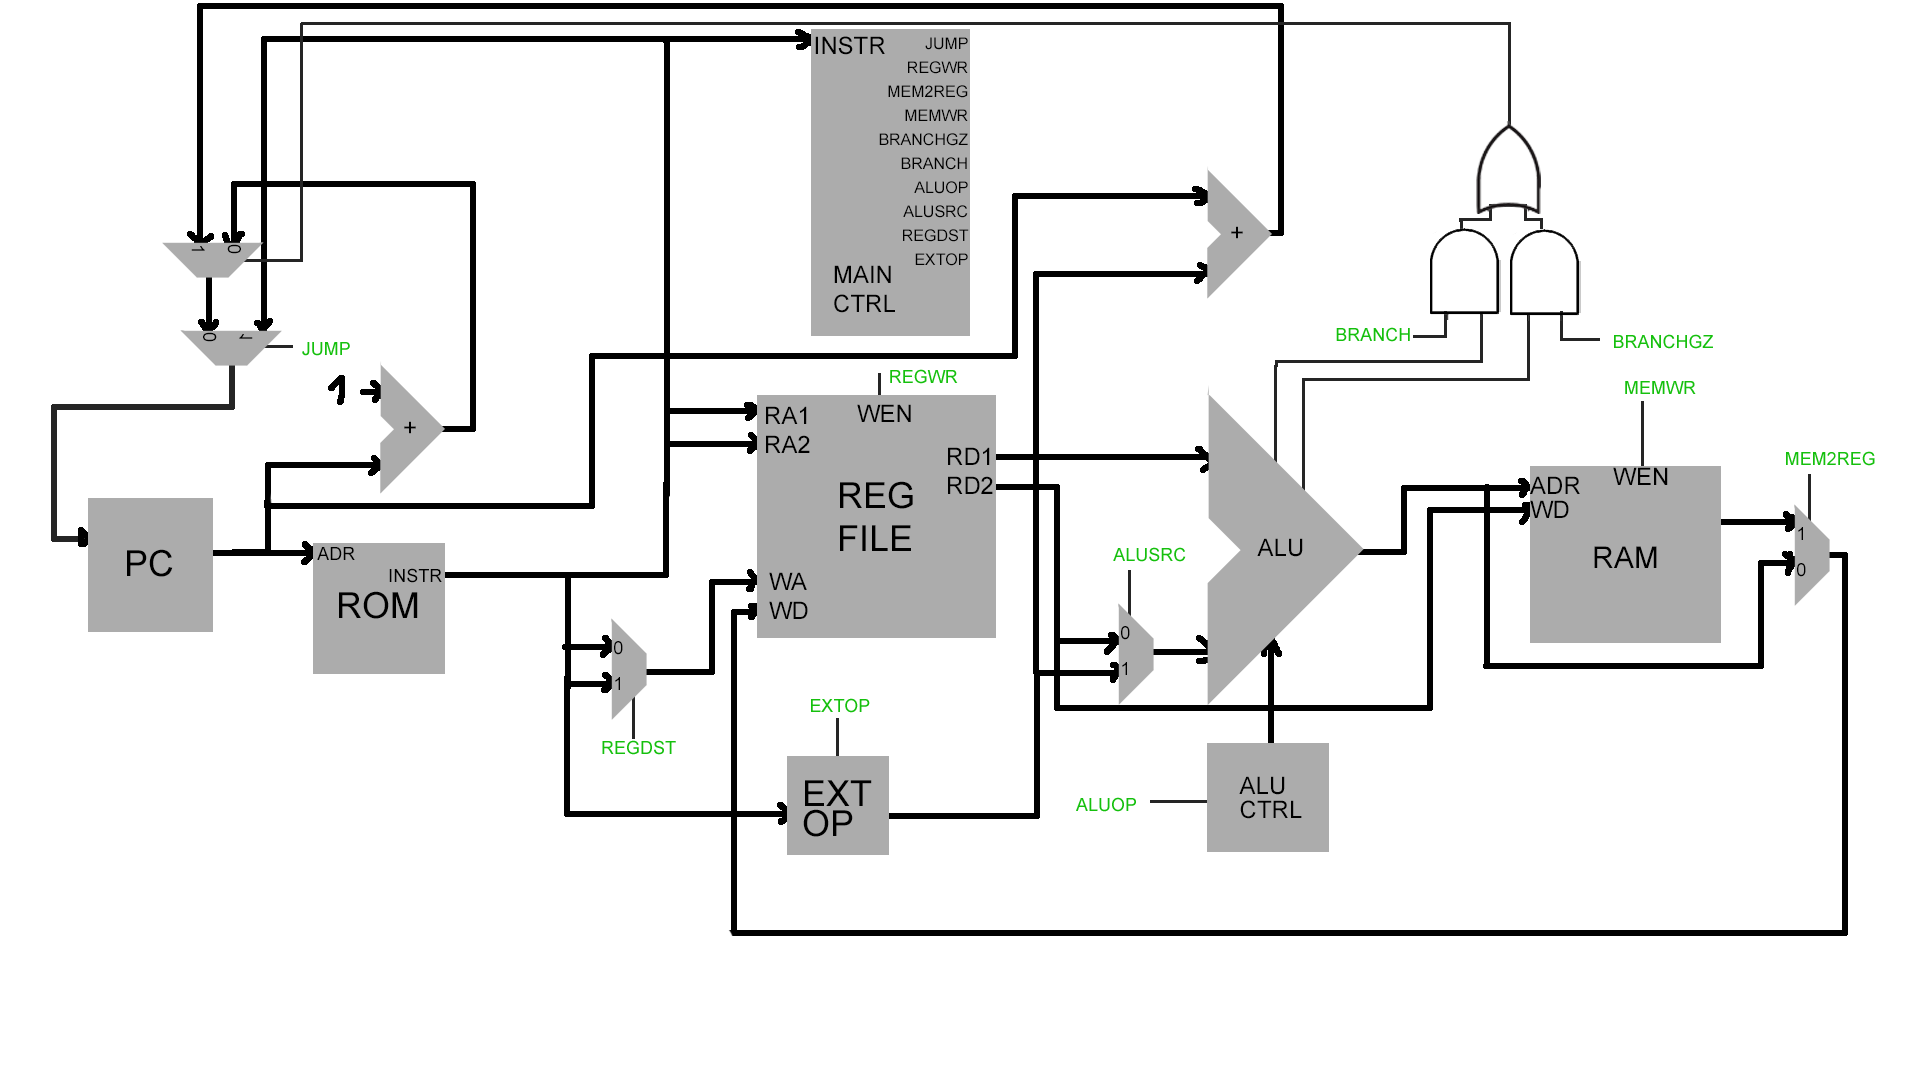 INSTR
JUMP
REGWR
MEM2REG
MEMWR
BRANCHGZ
BRANCH
ALUOP
ALUSRC
REGDST
EXTOP
MAIN
CTRL
1
0
0
1
JUMP
1
+
+
BRANCH
BRANCHGZ
REGWR
MEMWR
MEM2REG
PC
ADR
INSTR
ROM
WEN
RA1
RA2
RD1
RD2
REG
FILE
WA
WD
0
1
REGDST
EXTOP
EXT
OP
ALUSRC
0
1
ALU
ALUOP
ALU
CTRL
WEN
ADR
WD
RAM
1
0